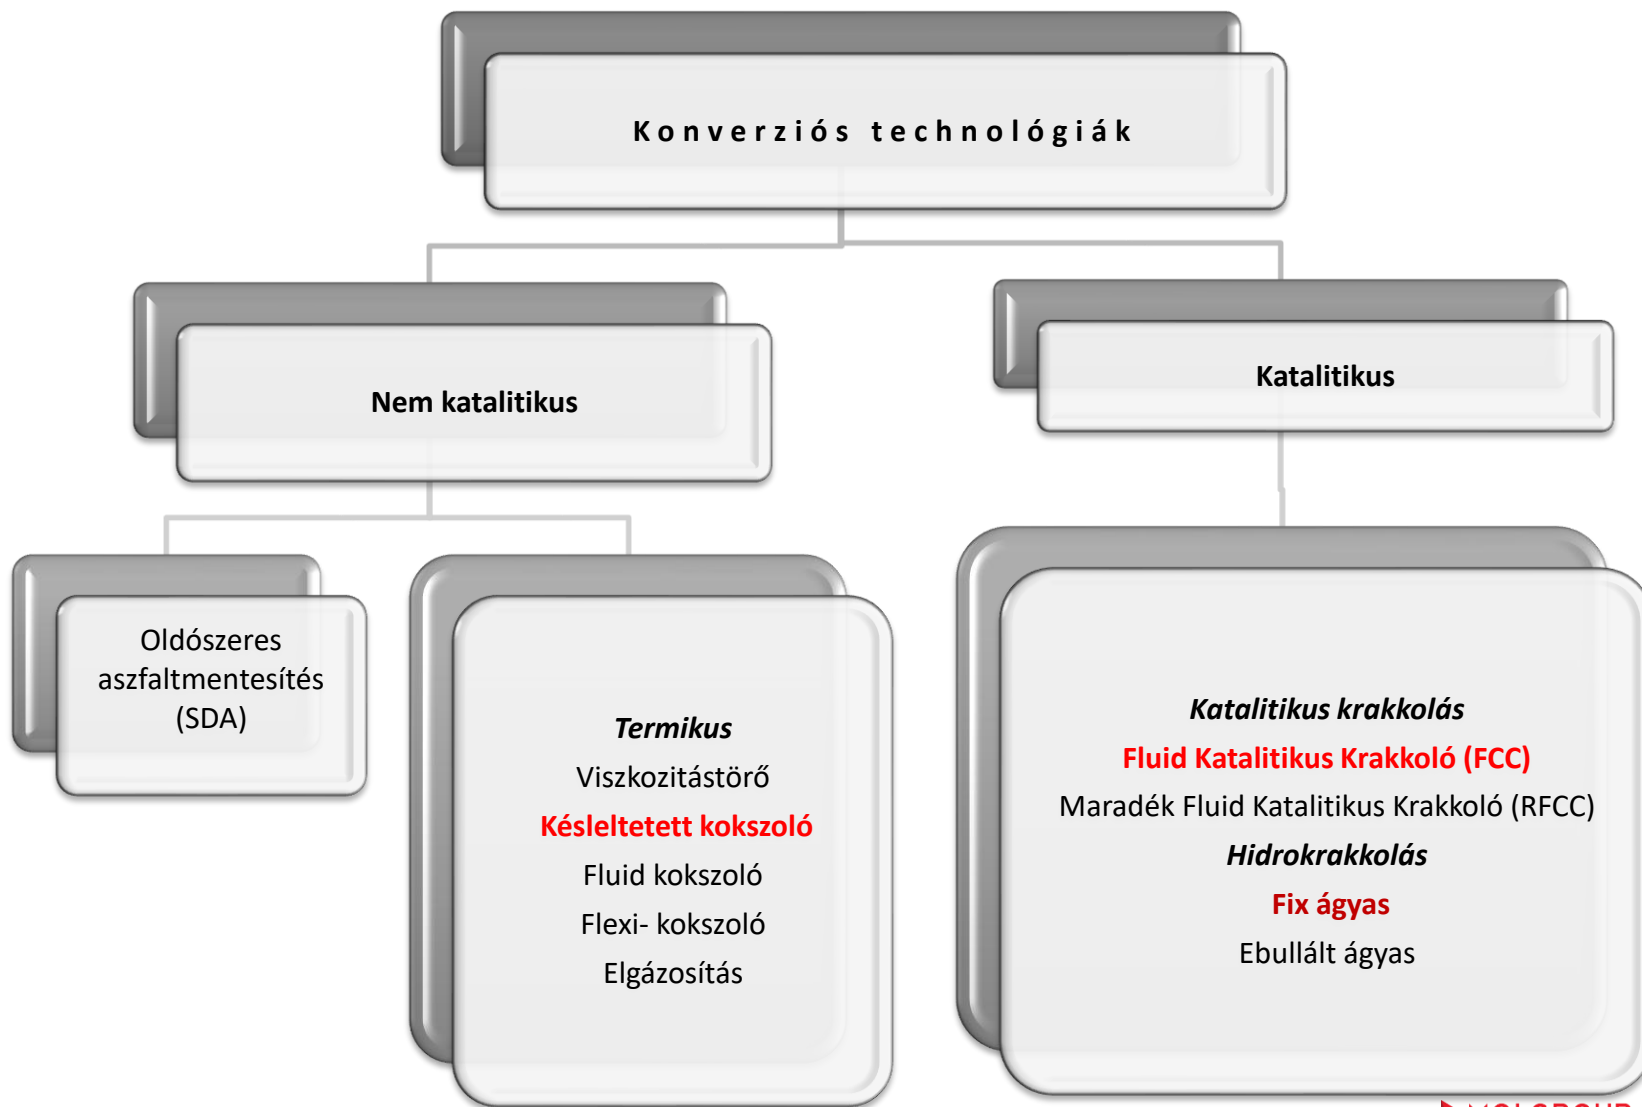 Konverziós technológiák
Nem katalitikus
Katalitikus
Oldószeres
aszfaltmentesítés
(SDA)
Termikus
Viszkozitástörő
Késleltetett kokszoló
Fluid kokszoló
Flexi- kokszoló
Elgázosítás
Katalitikus krakkolás
Fluid Katalitikus Krakkoló (FCC)
Maradék Fluid Katalitikus Krakkoló (RFCC)
Hidrokrakkolás
Fix ágyas
Ebullált ágyas